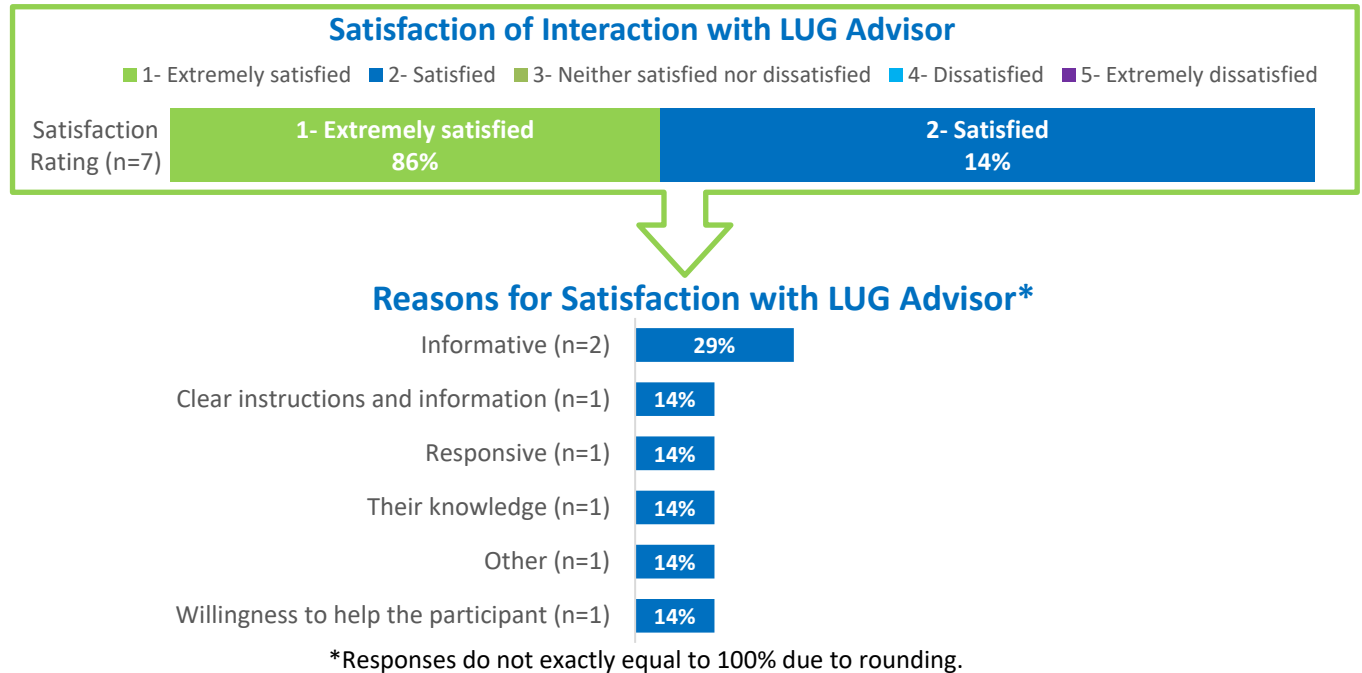 Satisfaction of Interaction with LUG Advisor
1- Extremely satisfied 2- Satisfied 3- Neither satisfied nor dissatisfied 4- Dissatisfied 5- Extremely dissatisfied
Satisfaction
Rating (n=7)
1- Extremely satisfied
86%
2- Satisfied
14%
Reasons for Satisfaction with LUG Advisor*
Informative (n=2) 29%
Clear instructions and information (n=1) 14%
Responsive (n=1) 14%
Their knowledge (n=1) 14%
Other (n=1) 14%
Willingness to help the participant (n=1) 14%
*Responses do not exactly equal to 100% due to rounding.